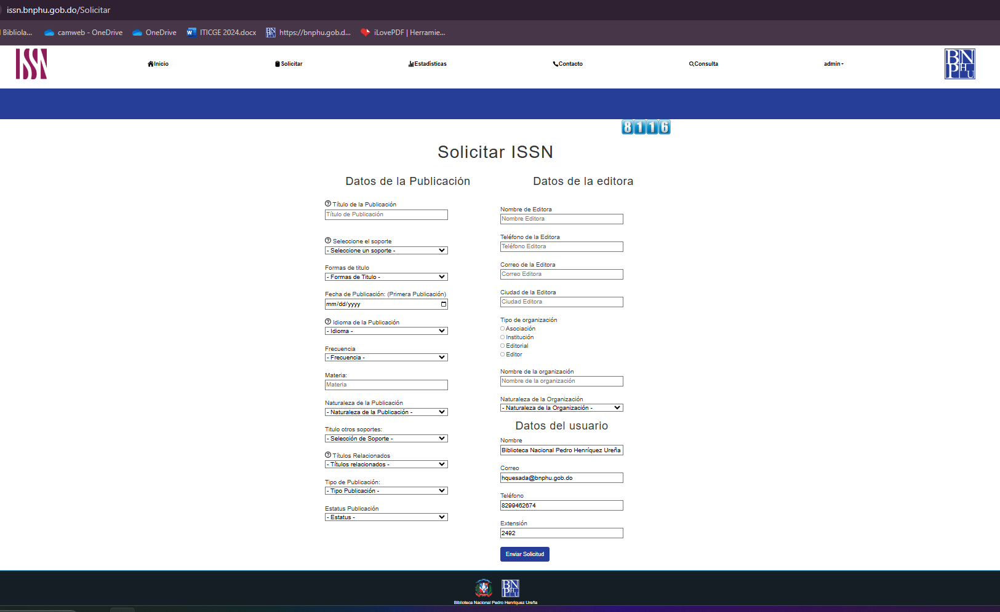 issn.bnphu.gob.do/Solicitar
Bibliola... camweb - OneDrive OneDrive ITICGE 2024.docx https://bnphu.gob.d... iLovePDF | Herramie...
ISSN Inicio Solicitar Estadísticas Contacto Consulta admin BNPHU
8116
Solicitar ISSN
Datos de la Publicación
Título de la Publicación
Título de Publicación
Seleccione el soporte
- Seleccione un soporte -
Formas de titulo
- Formas de Titulo -
Fecha de Publicación: (Primera Publicación)
mm/dd/yyyy
Idioma de la Publicación
- Idioma -
Frecuencia
- Frecuencia -
Materia:
Materia
Naturaleza de la Publicación
- Naturaleza de la Publicación -
Titulo otros soportes:
- Selección de Soporte -
Títulos Relacionados
- Títulos relacionados -
Tipo de Publicación:
- Tipo Publicación -
Estatus Publicación
- Estatus -
Datos de la editora
Nombre de Editora
Nombre Editora
Teléfono de la Editora
Teléfono Editora
Correo de la Editora
Correo Editora
Ciudad de la Editora
Ciudad Editora
Tipo de organización
Asociación
Institución
Editorial
Editor
Nombre de la organización
Nombre de la organización
Naturaleza de la Organización
- Naturaleza de la Organización -
Datos del usuario
Nombre
Biblioteca Nacional Pedro Henríquez Ureña
Correo
hquesada@bnphu.gob.do
Teléfono
8299462674
Extensión
2492
Enviar Solicitud
BNPHU
Biblioteca Nacional Pedro Henríquez Ureña